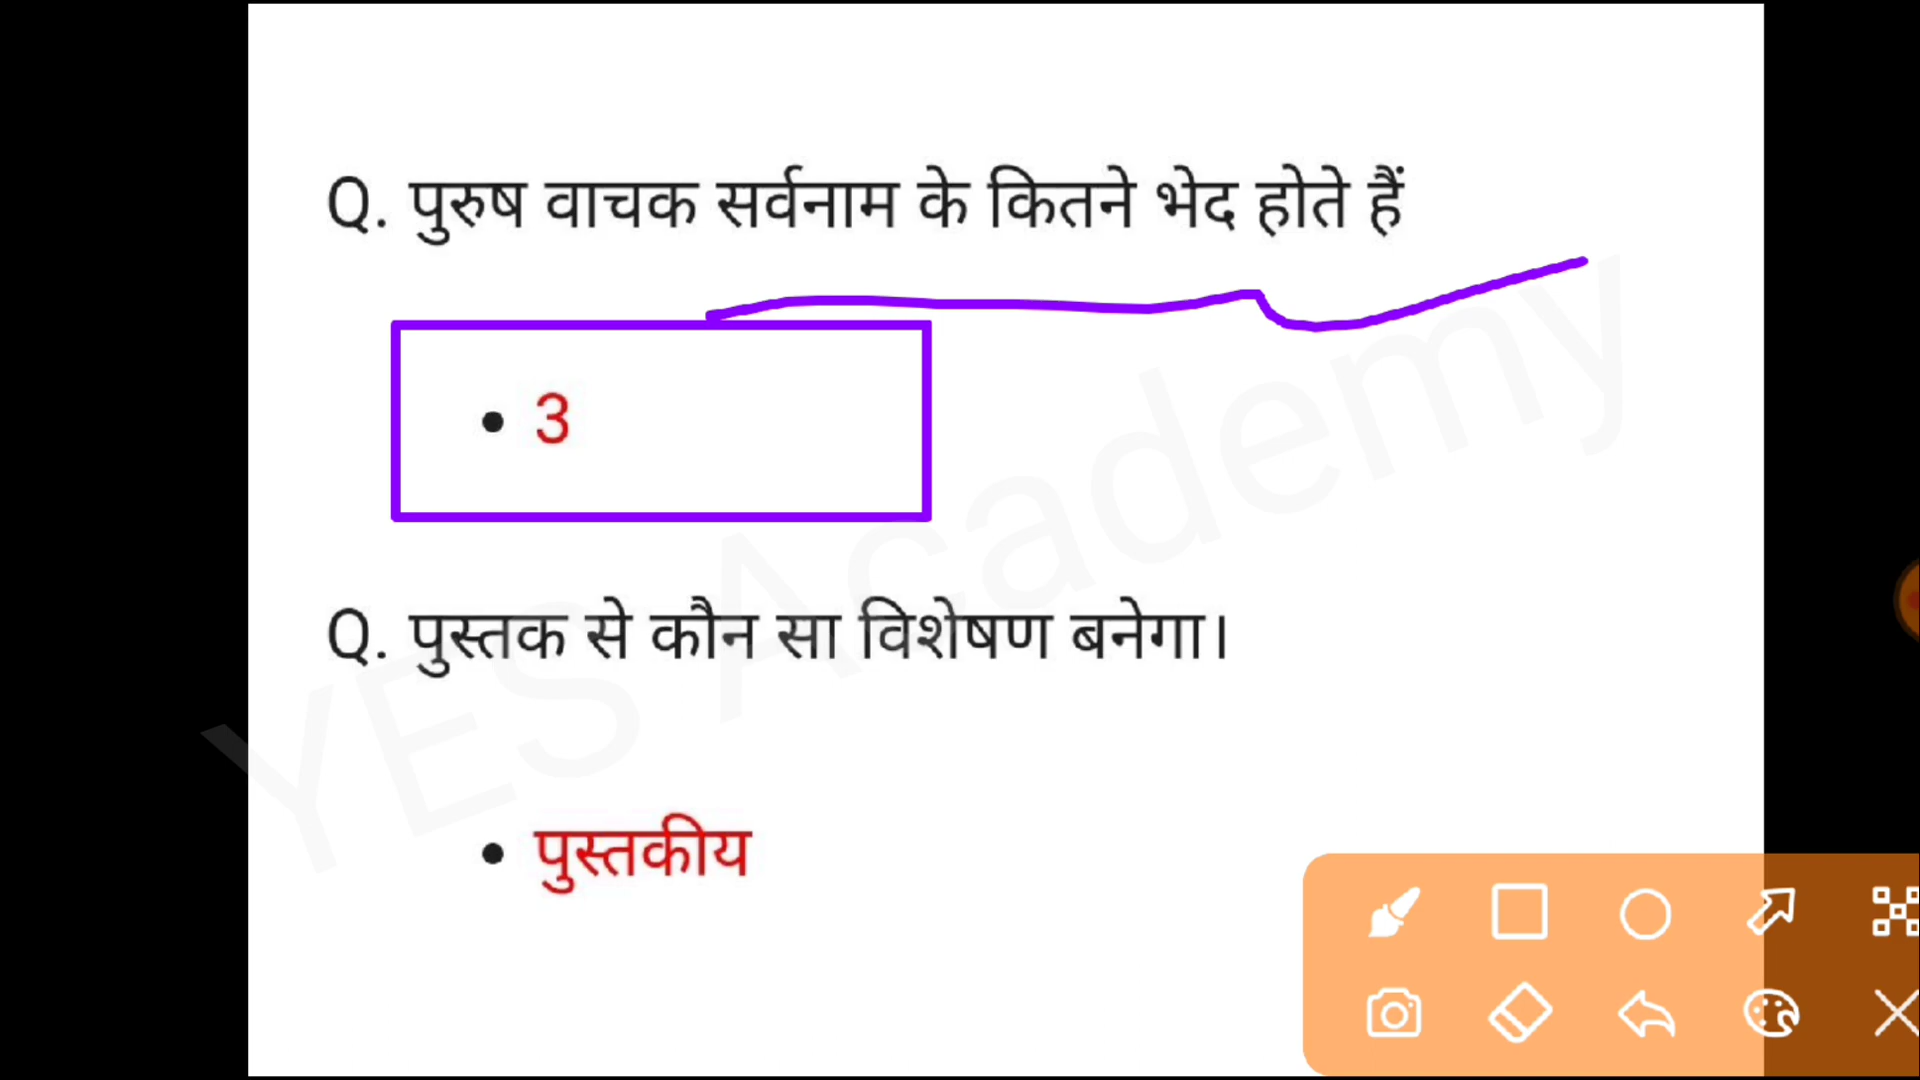 Q. पुरुष वाचक सर्वनाम के कितने भेद होते हैं
• 3
Q. पुस्तक से कौन सा विशेषण बनेगा।
• पुस्तकीय
YES Academy